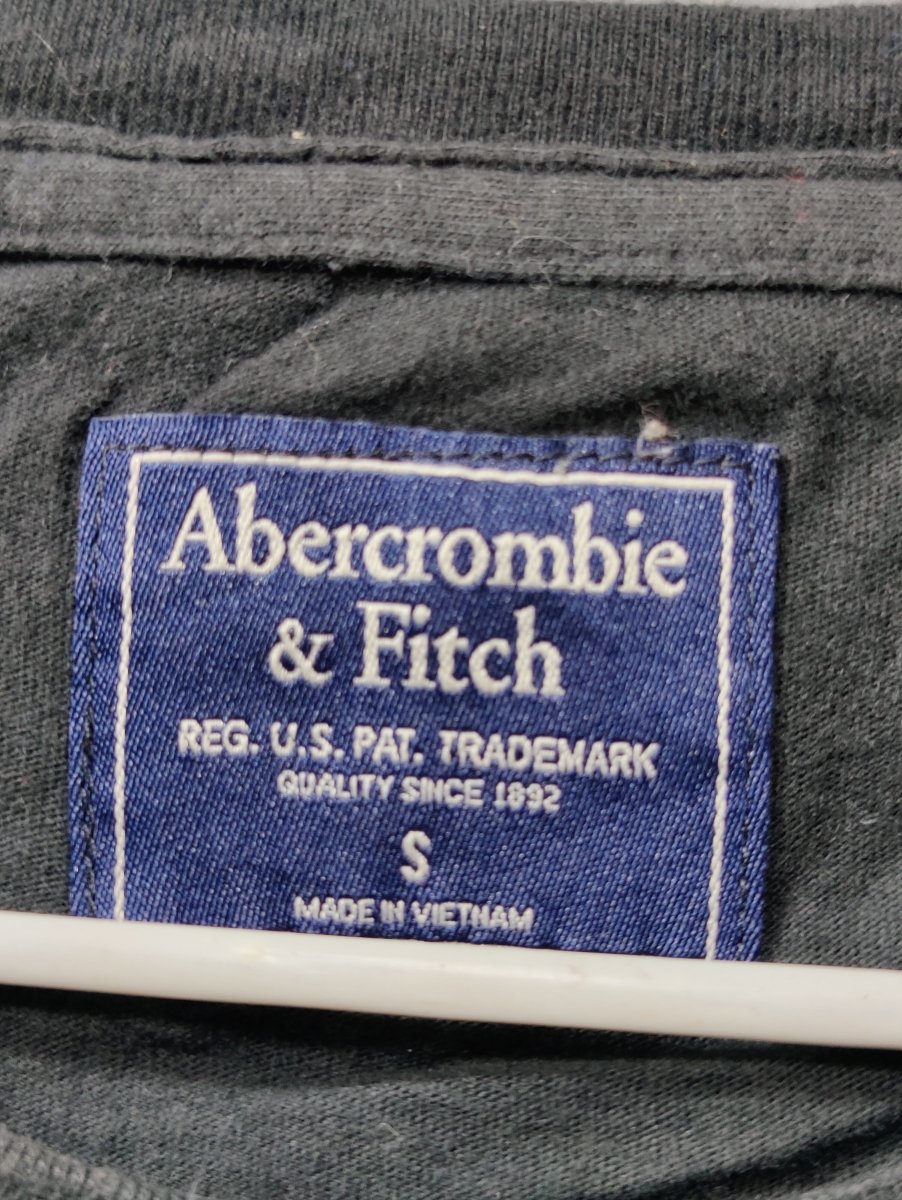 Abercrombie
& Fitch
REG. U.S. PAT. TRADEMARK
QUALITY SINCE 1892
S
MADE IN VIETNAM